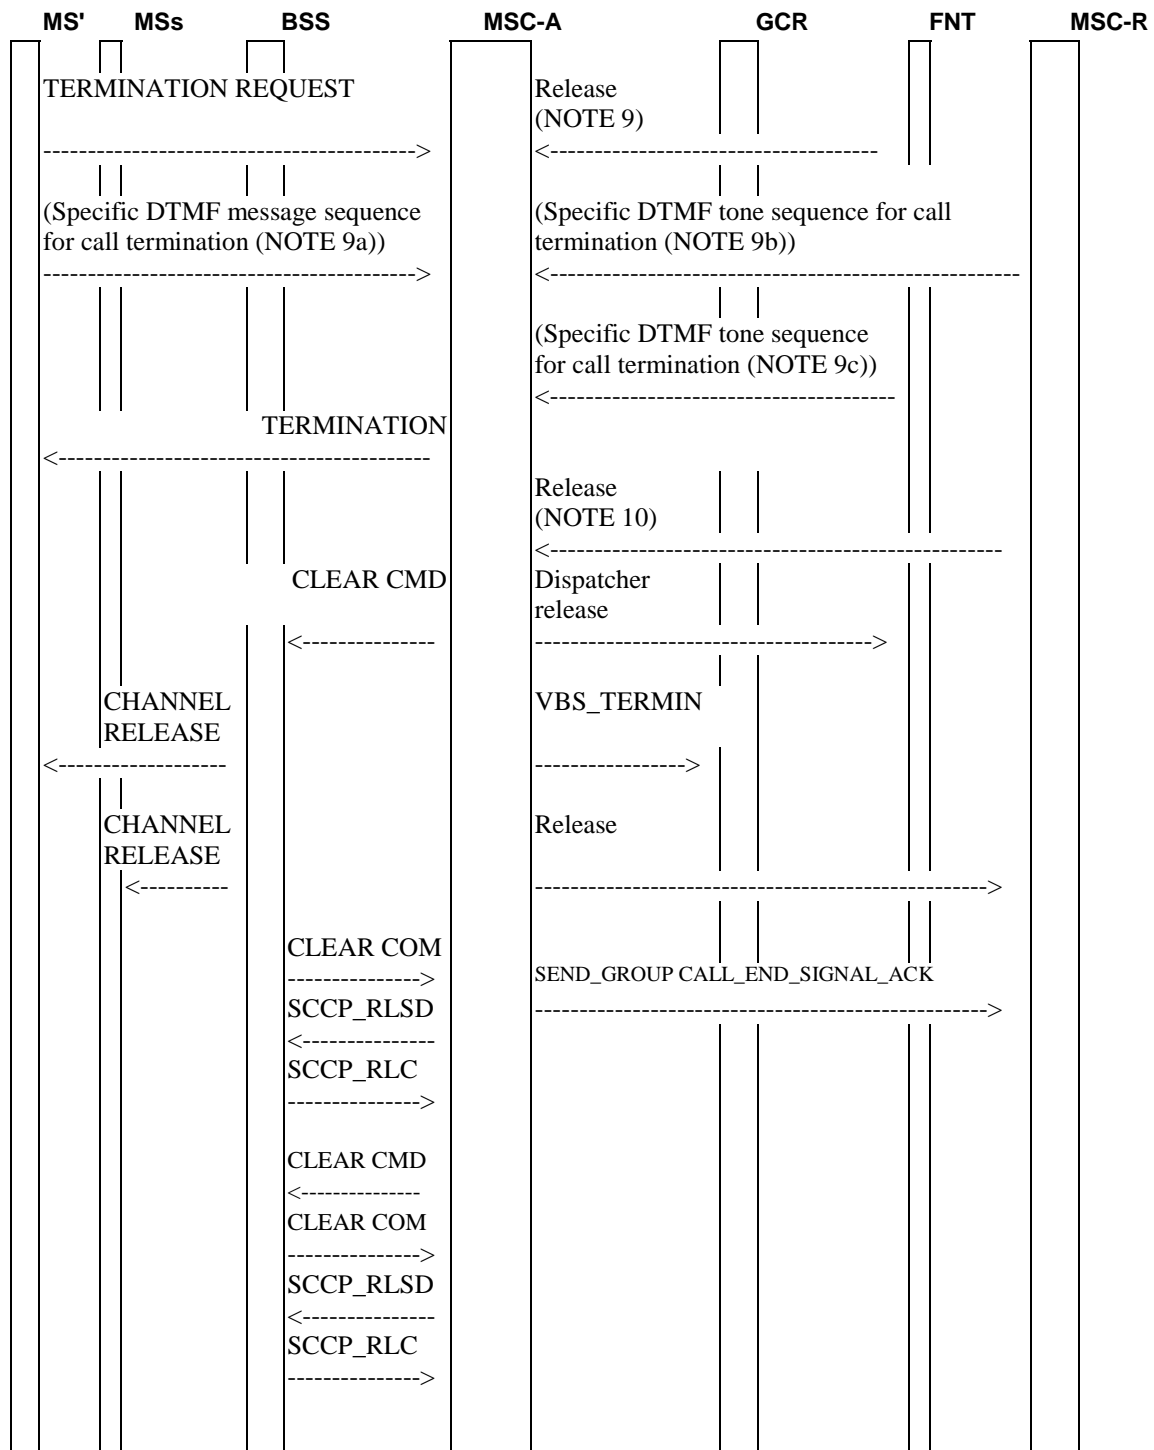 MS' MSs BSS MSC-A GCR FNT MSC-R
TERMINATION REQUEST
Release
(NOTE 9)
(Specific DTMF message sequence
for call termination (NOTE 9a))
(Specific DTMF tone sequence for call
termination (NOTE 9b))
(Specific DTMF tone sequence
for call termination (NOTE 9c))
TERMINATION
Release
(NOTE 10)
CLEAR CMD
Dispatcher
release
CHANNEL
RELEASE
VBS_TERMIN
CHANNEL
RELEASE
Release
CLEAR COM
SEND_GROUP CALL_END_SIGNAL_ACK
SCCP_RLSD
SCCP_RLC
CLEAR CMD
CLEAR COM
SCCP_RLSD
SCCP_RLC